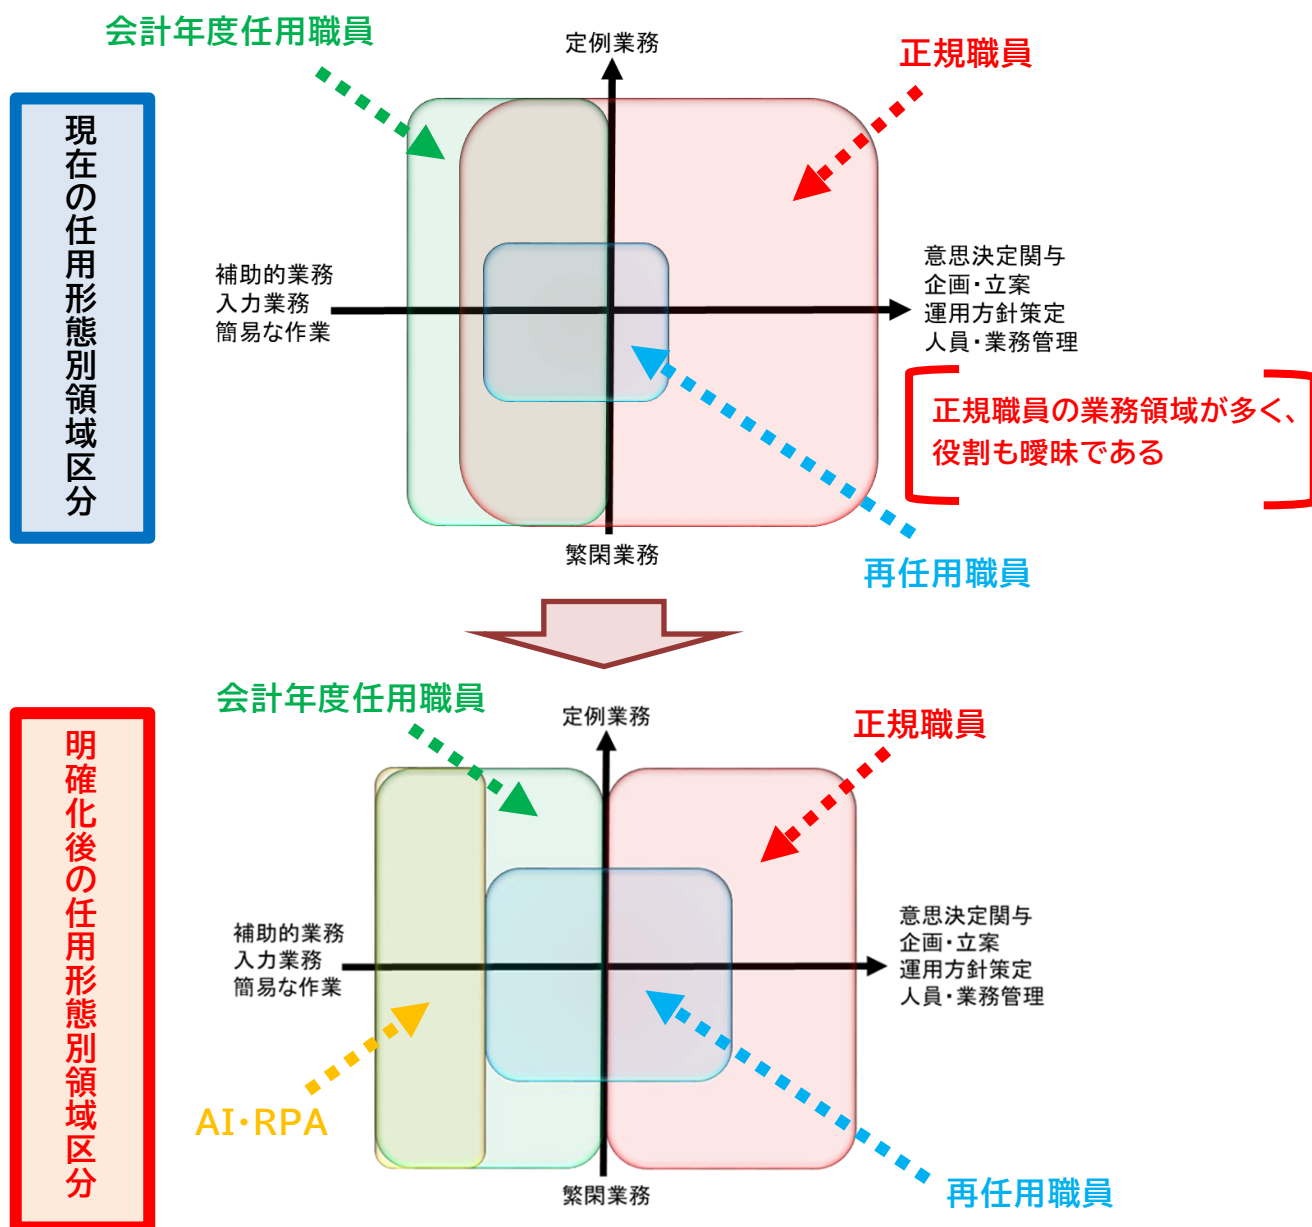 会計年度任用職員
定例業務
正規職員
現在の任用形態別領域区分
補助的業務
入力業務
簡易な作業
意思決定関与
企画・立案
運用方針策定
人員・業務管理
正規職員の業務領域が多く、
役割も曖昧である
繁閑業務
再任用職員
会計年度任用職員
定例業務
正規職員
明確化後の任用形態別領域区分
補助的業務
入力業務
簡易な作業
意思決定関与
企画・立案
運用方針策定
人員・業務管理
AI・RPA
繁閑業務
再任用職員